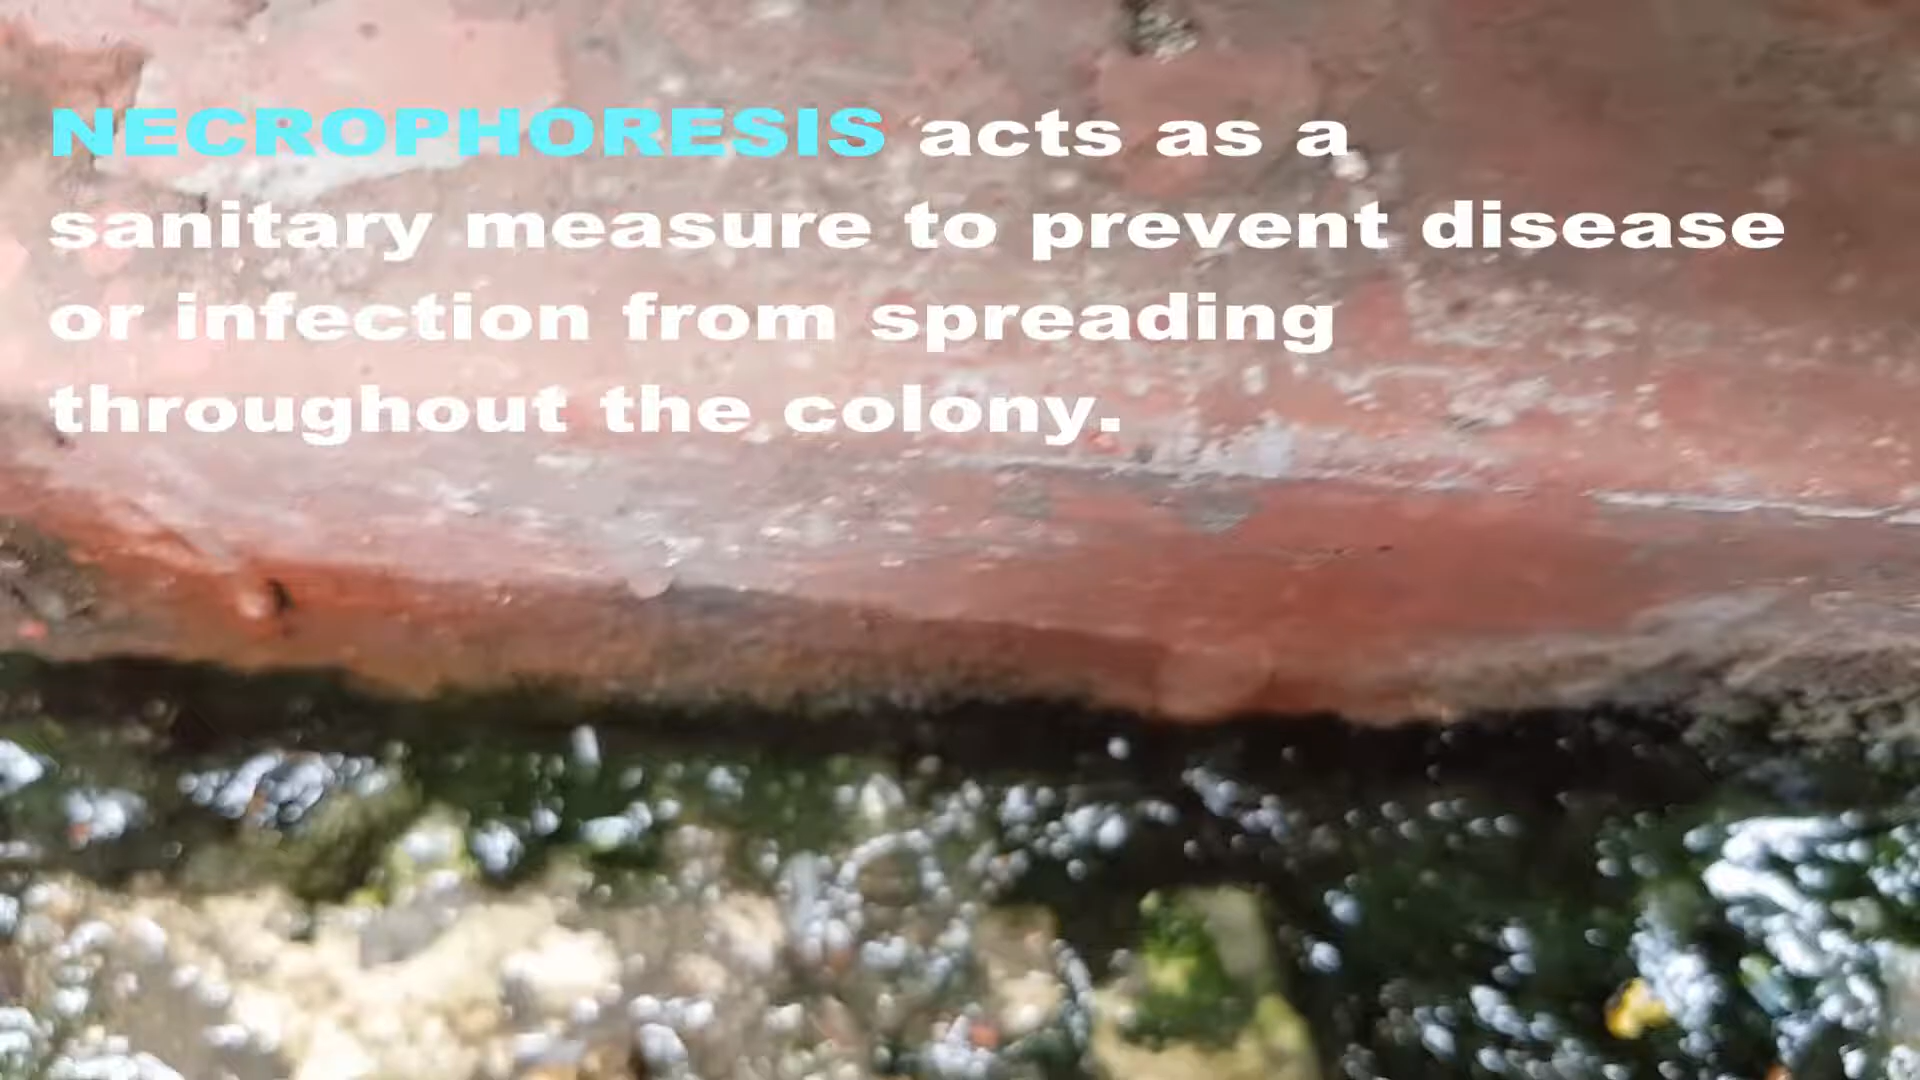 NECROPHORESIS acts as a
sanitary measure to prevent disease
or infection from spreading
throughout the colony.